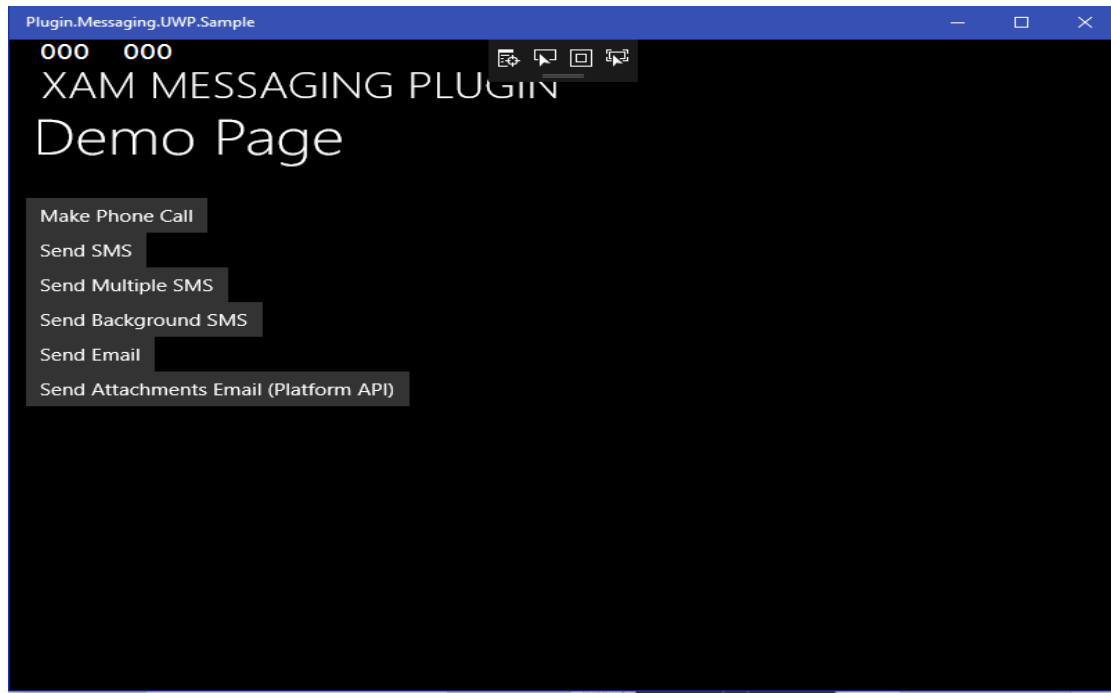 Plugin.Messaging.UWP.Sample
000 000
XAM MESSAGING PLUGIN
Demo Page
Make Phone Call
Send SMS
Send Multiple SMS
Send Background SMS
Send Email
Send Attachments Email (Platform API)